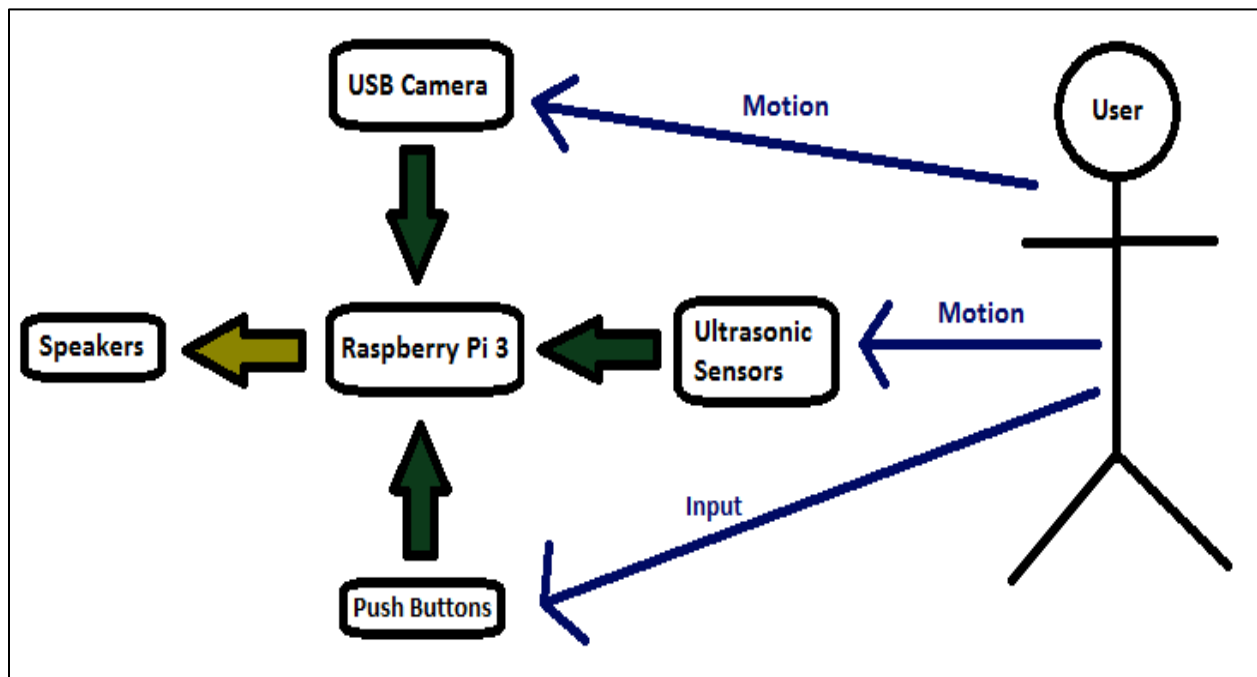 USB Camera
Motion
User
Speakers
Raspberry Pi 3
Ultrasonic
Sensors
Motion
Input
Push Buttons